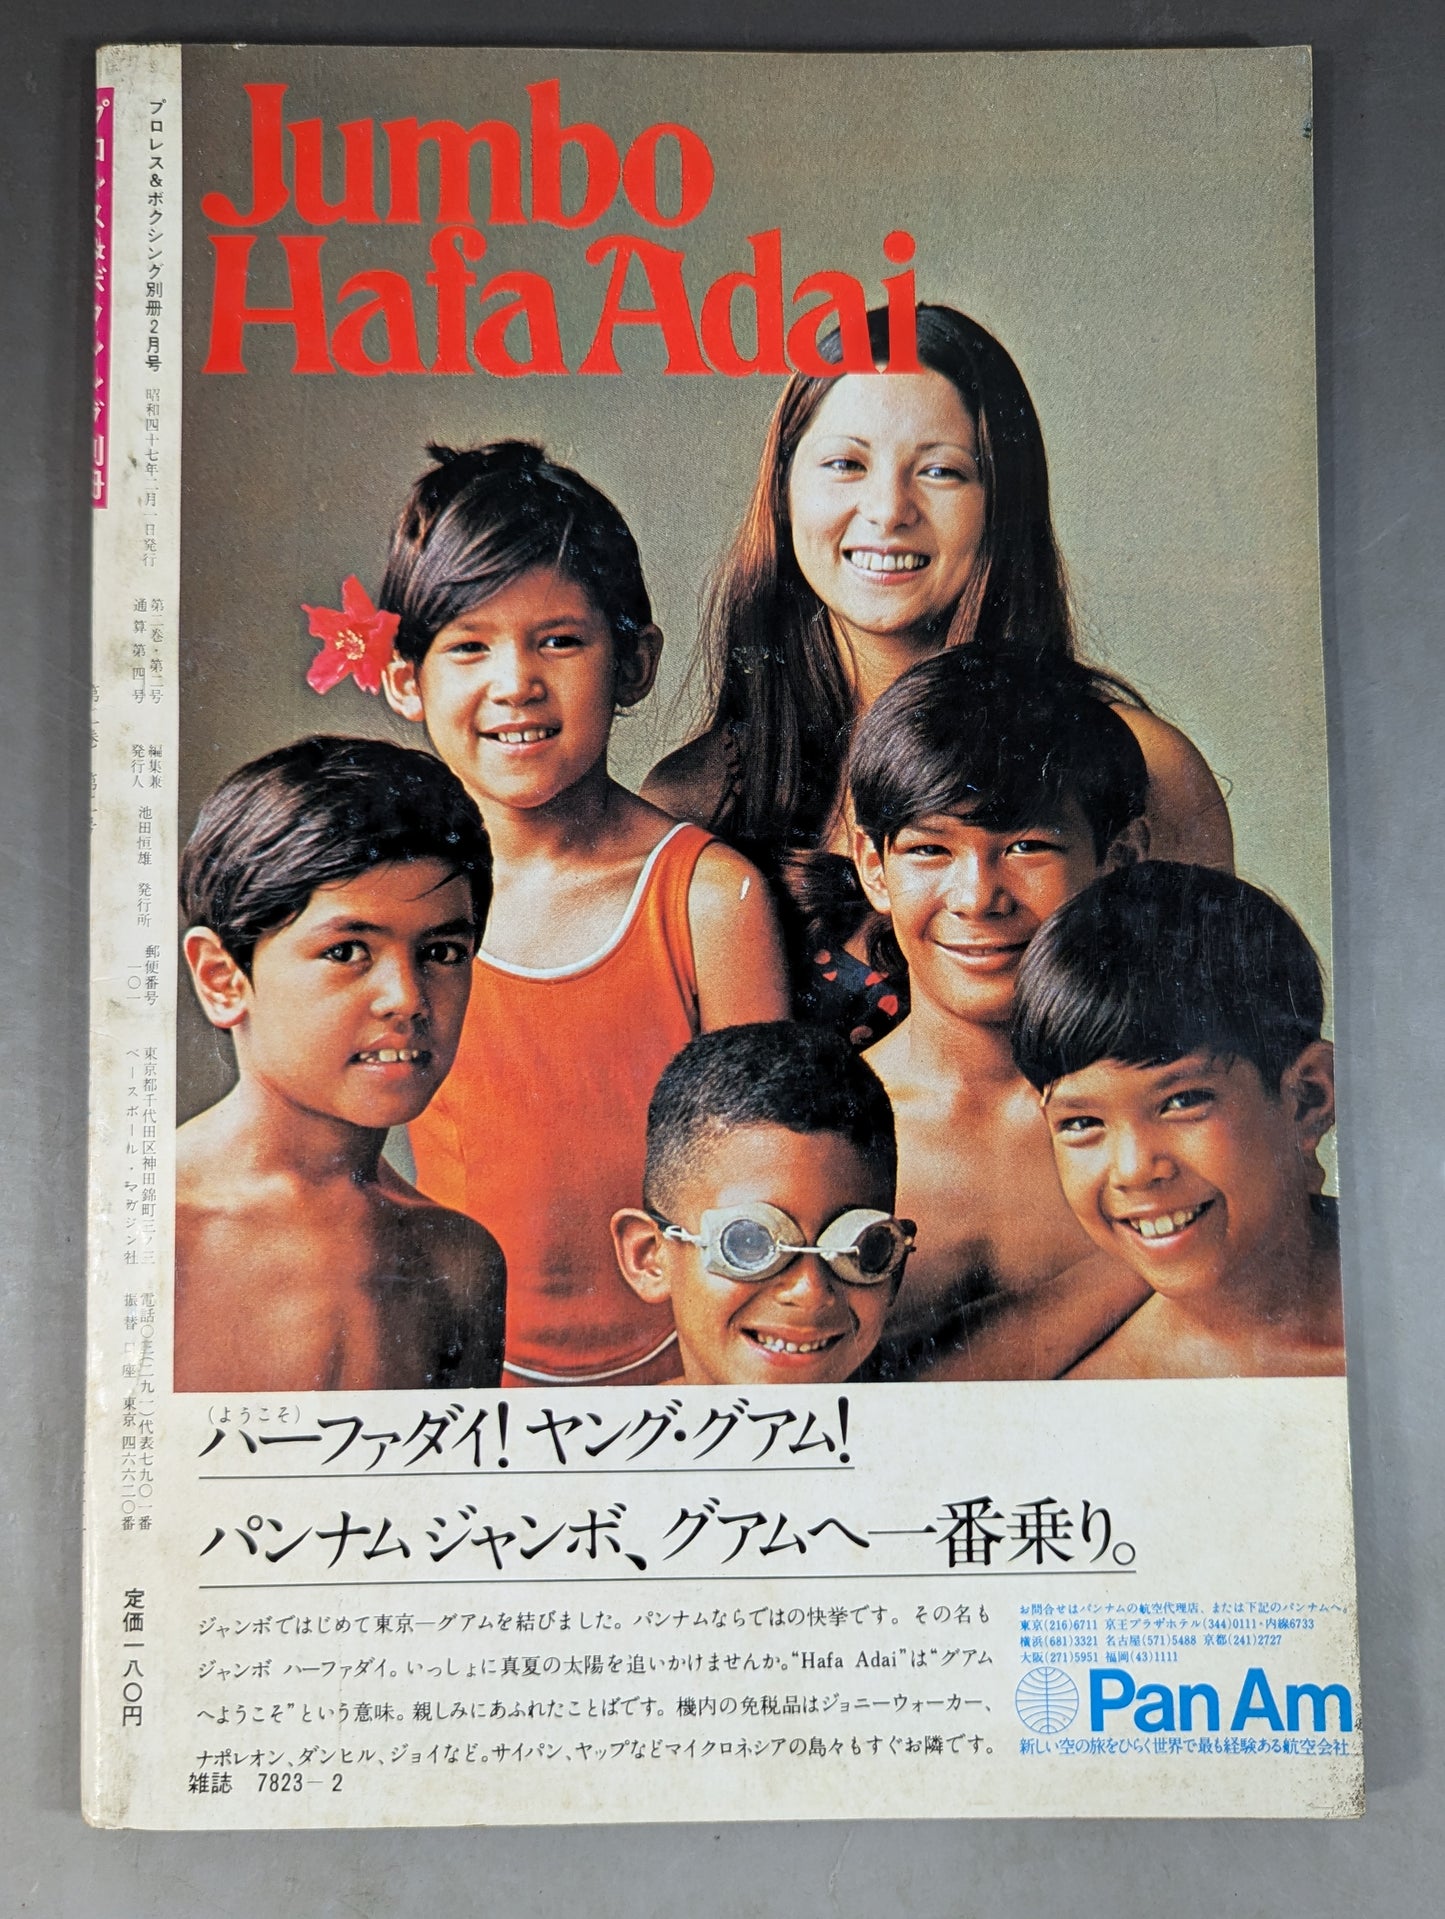 Jumbo
Hafa Adai
プロレス&ボクシング別冊2月号
昭和四十七年二月一日発行
第二巻・第二号
通算第四号
編集兼
発行人
池田恒雄
発行所
郵便番号
一〇一
東京都千代田区神田錦町三ノ三
ベースボール・マガジン社
電話〇三(二九一)代表七九〇一番
振替口座 東京四六六二〇番
定価一八〇円
プロレス&ボクシング別冊
(ようこそ)
ハーファダイ!ヤング・グアム!
パンナムジャンボ、グアムへ一番乗り。
ジャンボではじめて東京—グアムを結びました。パンナムならではの快挙です。その名も
ジャンボ ハーファダイ。いっしょに真夏の太陽を追いかけませんか。“Hafa Adai”は“グアム
へようこそ”という意味。親しみにあふれたことばです。機内の免税品はジョニーウォーカー、
ナポレオン、ダンヒル、ジョイなど。サイパン、ヤップなどマイクロネシアの島々もすぐお隣です。
雑誌 7823-2
お問合せはパンナムの航空代理店、または下記のパンナムへ。
東京(216)6711 京王プラザホテル(344)0111・内線6733
横浜(681)3321 名古屋(571)5488 京都(241)2727
大阪(271)5951 福岡(43)1111
Pan Am
新しい空の旅をひらく世界で最も経験ある航空会社